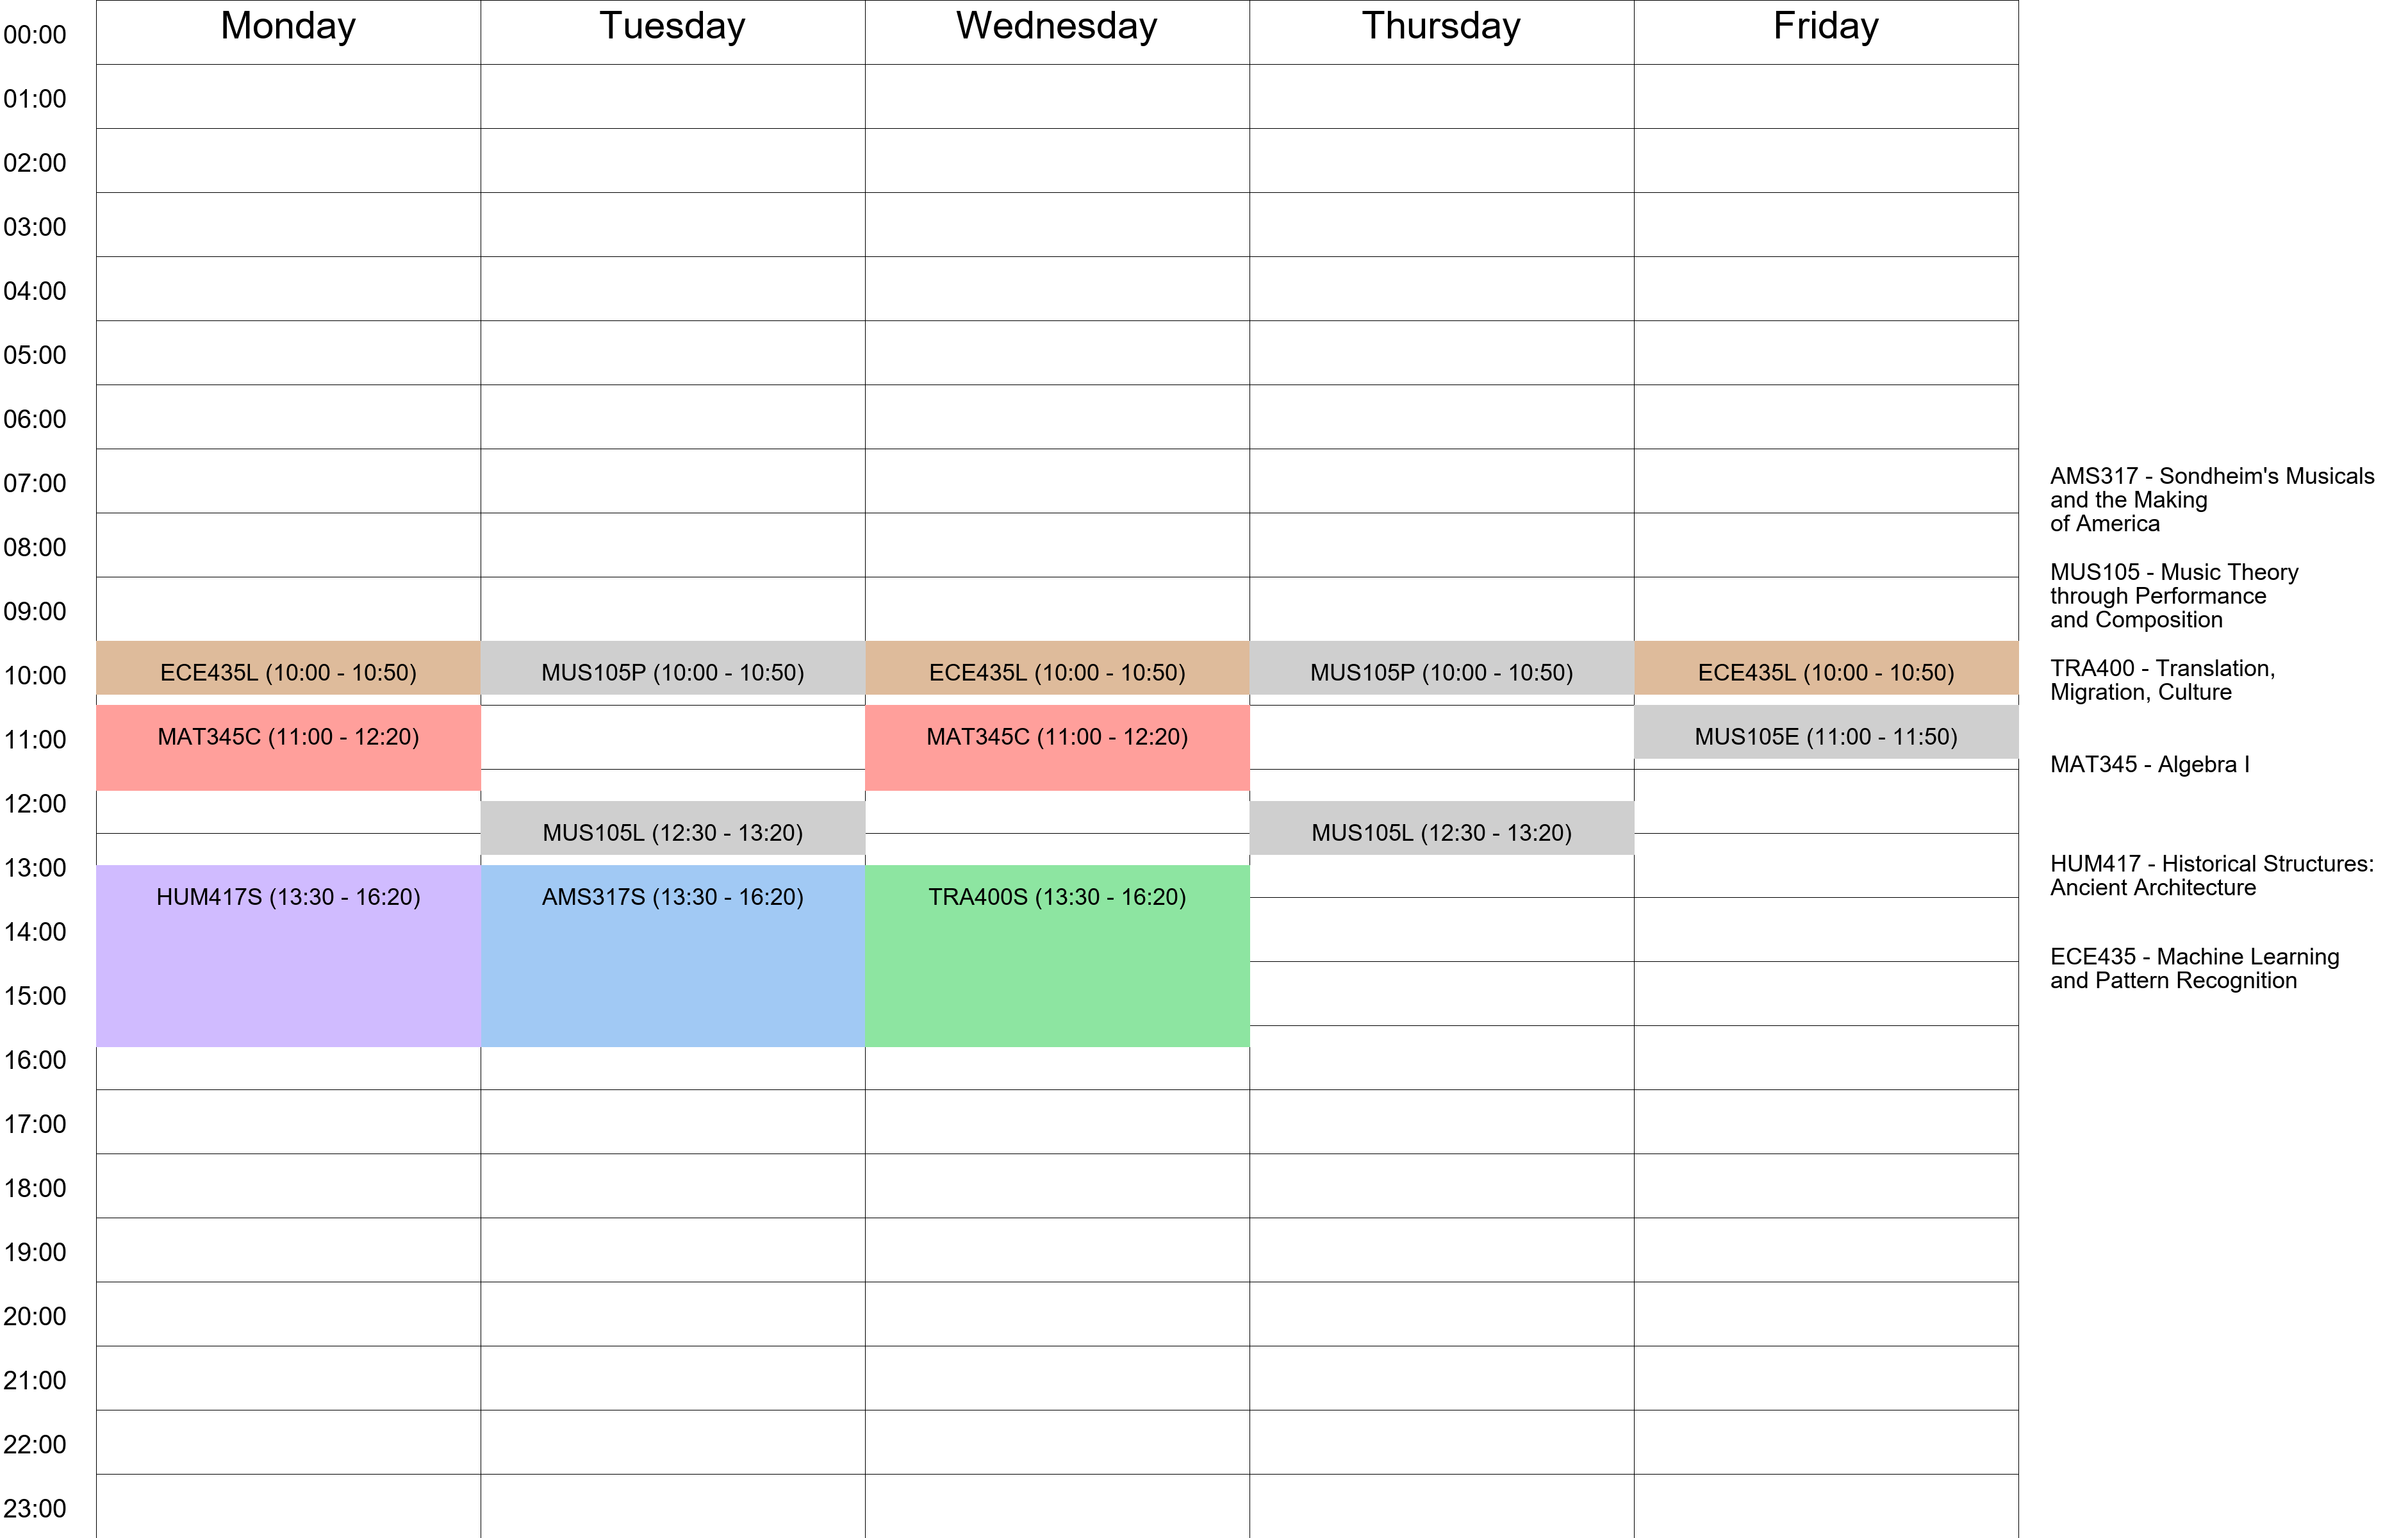 Monday Tuesday Wednesday Thursday Friday
00:00
01:00
02:00
03:00
04:00
05:00
06:00
07:00
08:00
09:00
10:00 ECE435L (10:00 - 10:50) MUS105P (10:00 - 10:50) ECE435L (10:00 - 10:50) MUS105P (10:00 - 10:50) ECE435L (10:00 - 10:50)
11:00 MAT345C (11:00 - 12:20) MAT345C (11:00 - 12:20) MUS105E (11:00 - 11:50)
12:00
MUS105L (12:30 - 13:20) MUS105L (12:30 - 13:20)
13:00
HUM417S (13:30 - 16:20) AMS317S (13:30 - 16:20) TRA400S (13:30 - 16:20)
14:00
15:00
16:00
17:00
18:00
19:00
20:00
21:00
22:00
23:00
AMS317 - Sondheim's Musicals
and the Making
of America
MUS105 - Music Theory
through Performance
and Composition
TRA400 - Translation,
Migration, Culture
MAT345 - Algebra I
HUM417 - Historical Structures:
Ancient Architecture
ECE435 - Machine Learning
and Pattern Recognition